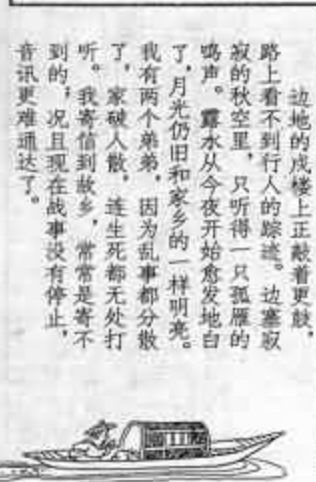 边地的戍楼上正敲着更鼓，
路上看不到行人的踪迹。边塞寂
寂的秋空里，只听得一只孤雁的
鸣声。露水从今夜开始愈发地白
了，月光仍旧和家乡的一样明亮。
我有两个弟弟，因为乱事都分散
了，家破人散，连生死都无处打
听。我寄信到故乡，常常是寄不
到的，况且现在战事没有停止，
音讯更难通达了。